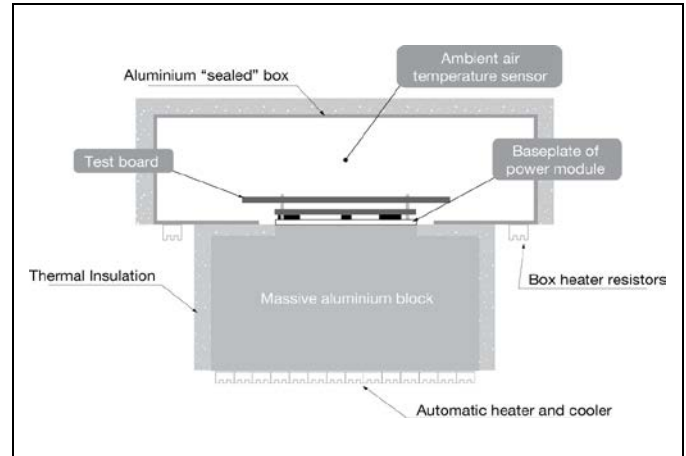 Ambient air
temperature sensor
Aluminium “sealed” box
Test board
Baseplate of
power module
Thermal Insulation
Massive aluminium block
Box heater resistors
Automatic heater and cooler